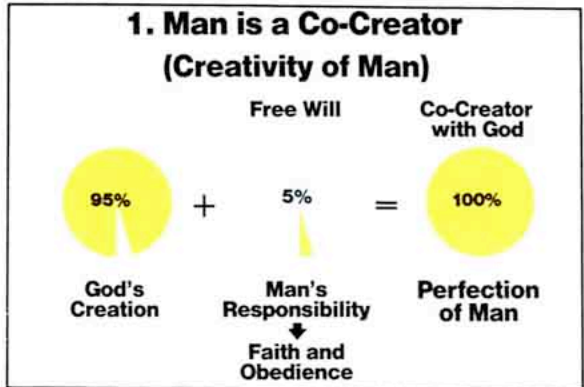 1. Man is a Co-Creator
(Creativity of Man)
Free Will
Co-Creator
with God
95%
+
5%
=
100%
God's
Creation
Man's
Responsibility
Faith and
Obedience
Perfection
of Man